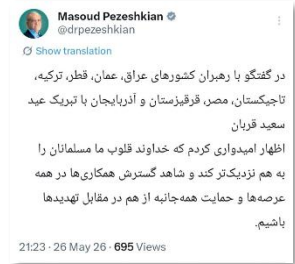 Masoud Pezeshkian
@drpezeshkian
Show translation
در گفتگو با رهبران کشورهای عراق، عمان، قطر، ترکیه،
تاجیکستان، مصر، قرقیزستان و آذربایجان با تبریک عید
سعید قربان
اظهار امیدواری کردم که خداوند قلوب ما مسلمانان را
به هم نزدیک‌تر کند و شاهد گسترش همکاری‌ها در همه
عرصه‌ها و حمایت همه‌جانبه از هم در مقابل تهدیدها
باشیم.
21:23 · 26 May 26 · 695 Views